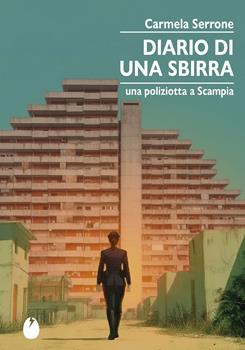 Carmela Serrone
DIARIO DI
UNA SBIRRA
una poliziotta a Scampia